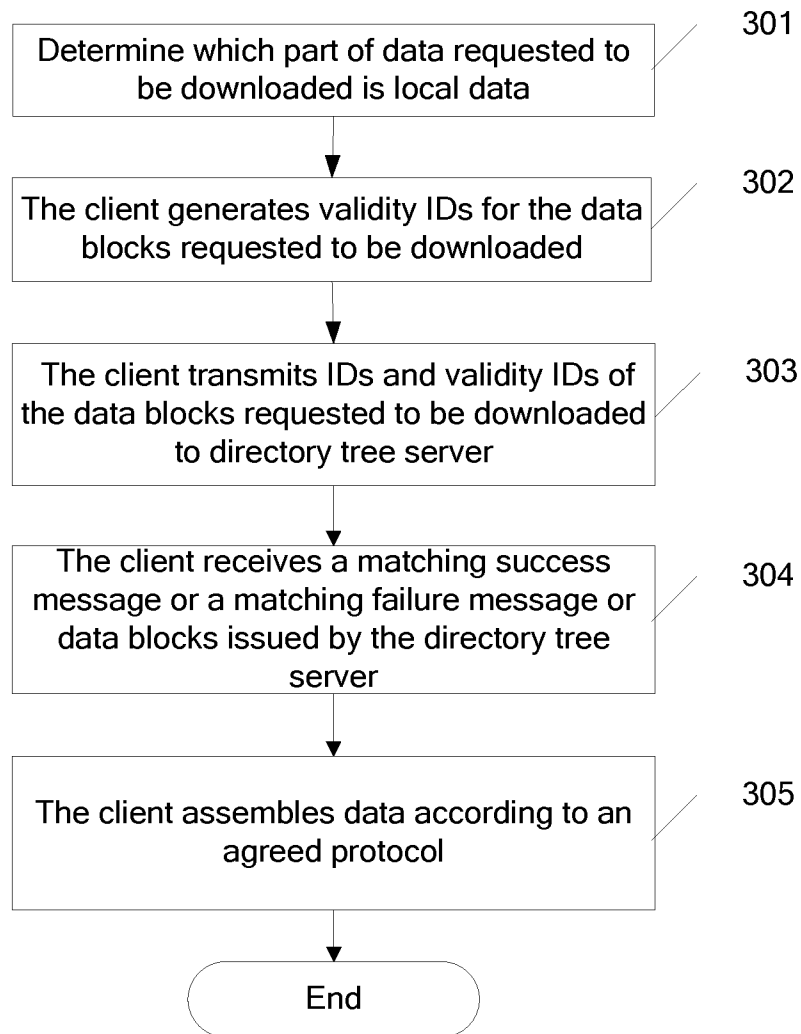 301
Determine which part of data requested to
be downloaded is local data
302
The client generates validity IDs for the data
blocks requested to be downloaded
303
The client transmits IDs and validity IDs of
the data blocks requested to be downloaded
to directory tree server
304
The client receives a matching success
message or a matching failure message or
data blocks issued by the directory tree
server
305
The client assembles data according to an
agreed protocol
End